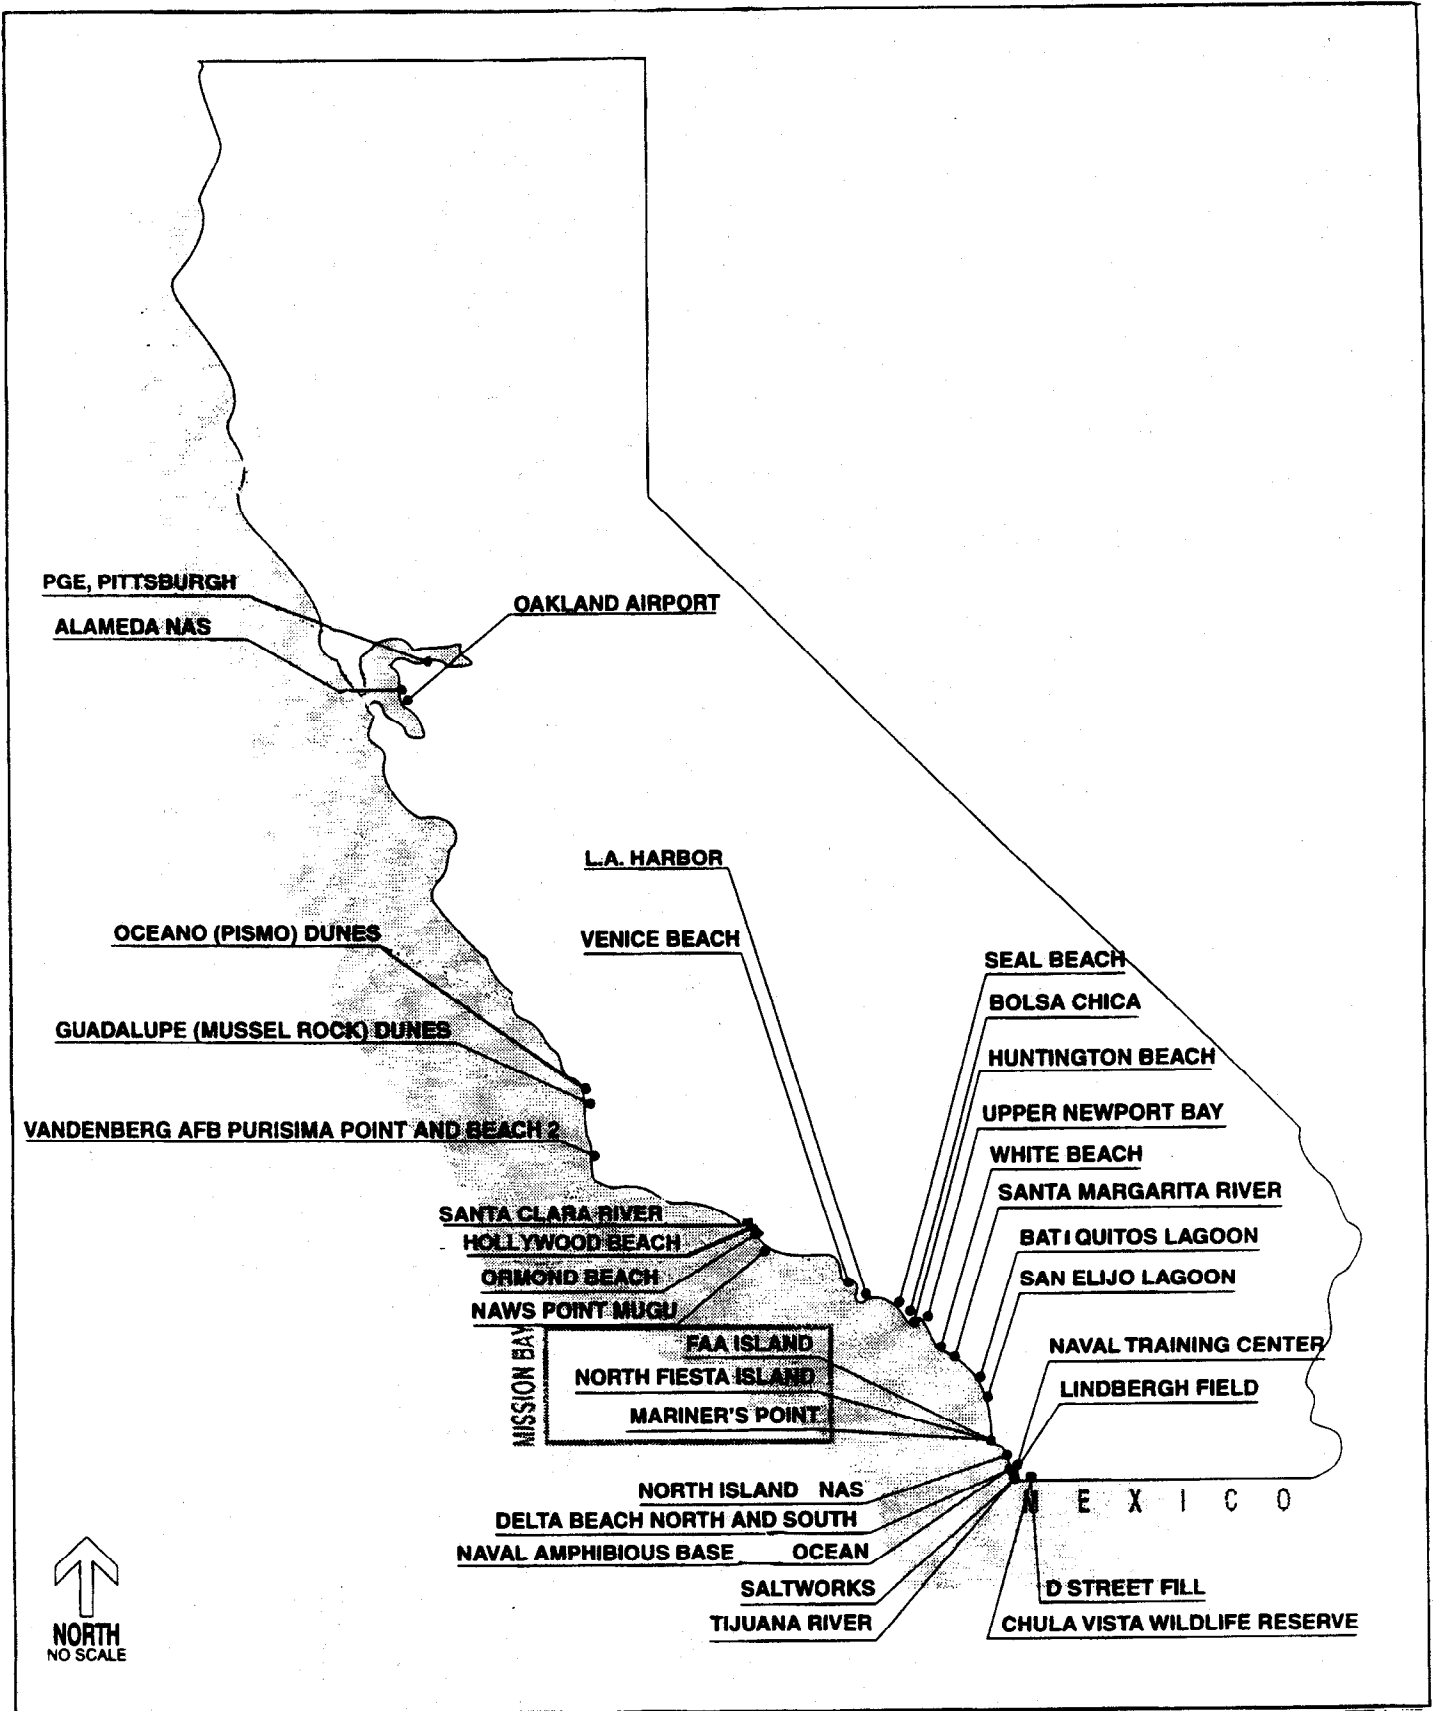 PGE, PITTSBURGH
OAKLAND AIRPORT
ALAMEDA NAS
L.A. HARBOR
OCEANO (PISMO) DUNES
VENICE BEACH
SEAL BEACH
BOLSA CHICA
GUADALUPE (MUSSEL ROCK) DUNES
HUNTINGTON BEACH
UPPER NEWPORT BAY
VANDENBERG AFB PURISIMA POINT AND BEACH 2
WHITE BEACH
SANTA MARGARITA RIVER
SANTA CLARA RIVER
BATIQUITOS LAGOON
HOLLYWOOD BEACH
ORMOND BEACH
SAN ELIJO LAGOON
NAWS POINT MUGU
MISSION BAY
FAA ISLAND
NORTH FIESTA ISLAND
MARINER'S POINT
NAVAL TRAINING CENTER
LINDBERGH FIELD
NORTH ISLAND NAS
MEXICO
DELTA BEACH NORTH AND SOUTH
NAVAL AMPHIBIOUS BASE OCEAN
SALTWORKS
D STREET FILL
TIJUANA RIVER
CHULA VISTA WILDLIFE RESERVE
NORTH
NO SCALE